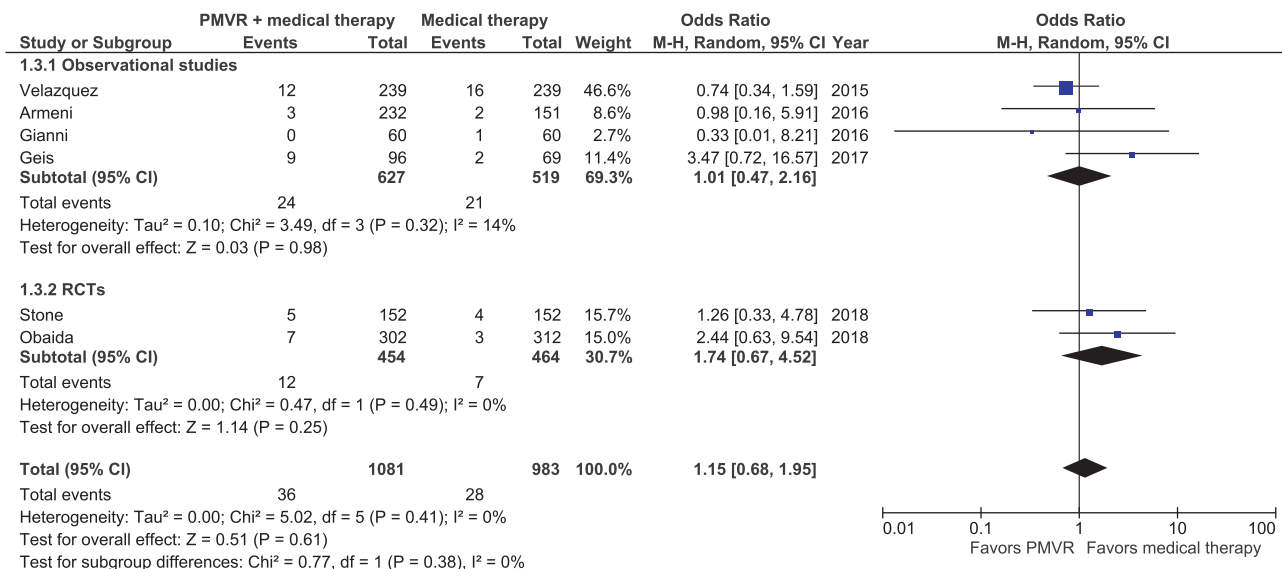 PMVR + medical therapy Medical therapy Odds Ratio Odds Ratio
Study or Subgroup Events Total Events Total Weight M-H, Random, 95% CI Year M-H, Random, 95% CI
1.3.1 Observational studies
Velazquez 12 239 16 239 46.6% 0.74 [0.34, 1.59] 2015
Armeni 3 232 2 151 8.6% 0.98 [0.16, 5.91] 2016
Gianni 0 60 1 60 2.7% 0.33 [0.01, 8.21] 2016
Geis 9 96 2 69 11.4% 3.47 [0.72, 16.57] 2017
Subtotal (95% CI) 627 519 69.3% 1.01 [0.47, 2.16]
Total events 24 21
Heterogeneity: Tau² = 0.10; Chi² = 3.49, df = 3 (P = 0.32); I² = 14%
Test for overall effect: Z = 0.03 (P = 0.98)
1.3.2 RCTs
Stone 5 152 4 152 15.7% 1.26 [0.33, 4.78] 2018
Obaida 7 302 3 312 15.0% 2.44 [0.63, 9.54] 2018
Subtotal (95% CI) 454 464 30.7% 1.74 [0.67, 4.52]
Total events 12 7
Heterogeneity: Tau² = 0.00; Chi² = 0.47, df = 1 (P = 0.49); I² = 0%
Test for overall effect: Z = 1.14 (P = 0.25)
Total (95% CI) 1081 983 100.0% 1.15 [0.68, 1.95]
Total events 36 28
Heterogeneity: Tau² = 0.00; Chi² = 5.02, df = 5 (P = 0.41); I² = 0%
Test for overall effect: Z = 0.51 (P = 0.61)
Test for subgroup differences: Chi² = 0.77, df = 1 (P = 0.38), I² = 0%
0.01 0.1 1 10 100
Favors PMVR Favors medical therapy